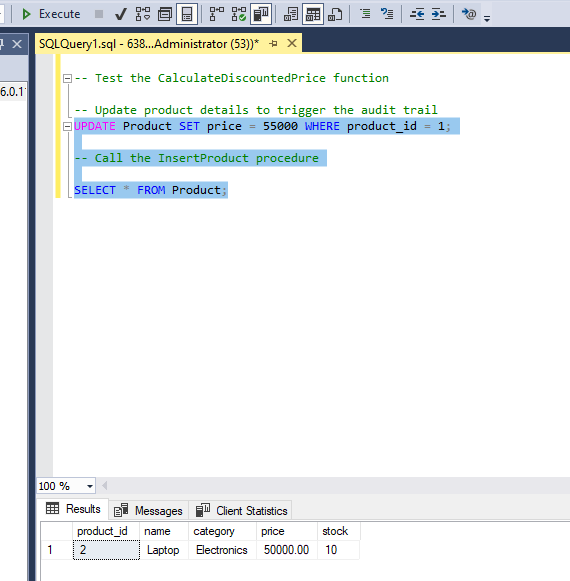 Execute
SQLQuery1.sql - 638...Administrator (53))*
6.0.11
-- Test the CalculateDiscountedPrice function
-- Update product details to trigger the audit trail
UPDATE Product SET price = 55000 WHERE product_id = 1;
-- Call the InsertProduct procedure
SELECT * FROM Product;
100 %
Results Messages Client Statistics
product_id name category price stock
1 2 Laptop Electronics 50000.00 10